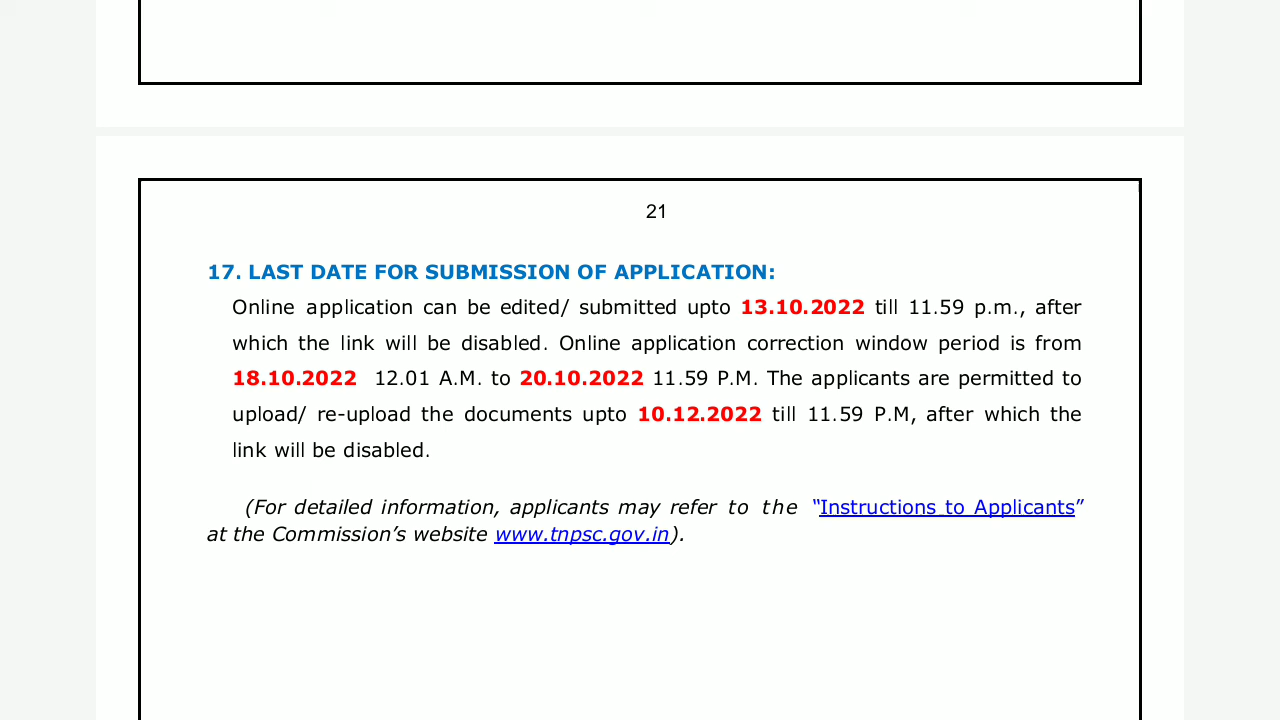 21
17. LAST DATE FOR SUBMISSION OF APPLICATION:
Online application can be edited/ submitted upto 13.10.2022 till 11.59 p.m., after
which the link will be disabled. Online application correction window period is from
18.10.2022 12.01 A.M. to 20.10.2022 11.59 P.M. The applicants are permitted to
upload/ re-upload the documents upto 10.12.2022 till 11.59 P.M, after which the
link will be disabled.
(For detailed information, applicants may refer to the “Instructions to Applicants”
at the Commission’s website www.tnpsc.gov.in).